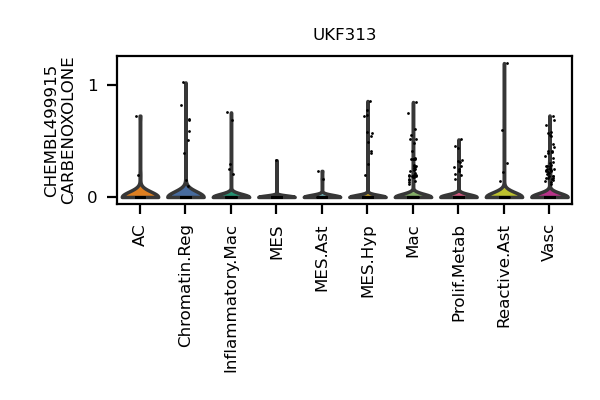 UKF313
CHEMBL499915
CARBENOXOLONE
1
0
AC
Chromatin.Reg
Inflammatory.Mac
MES
MES.Ast
MES.Hyp
Mac
Prolif.Metab
Reactive.Ast
Vasc